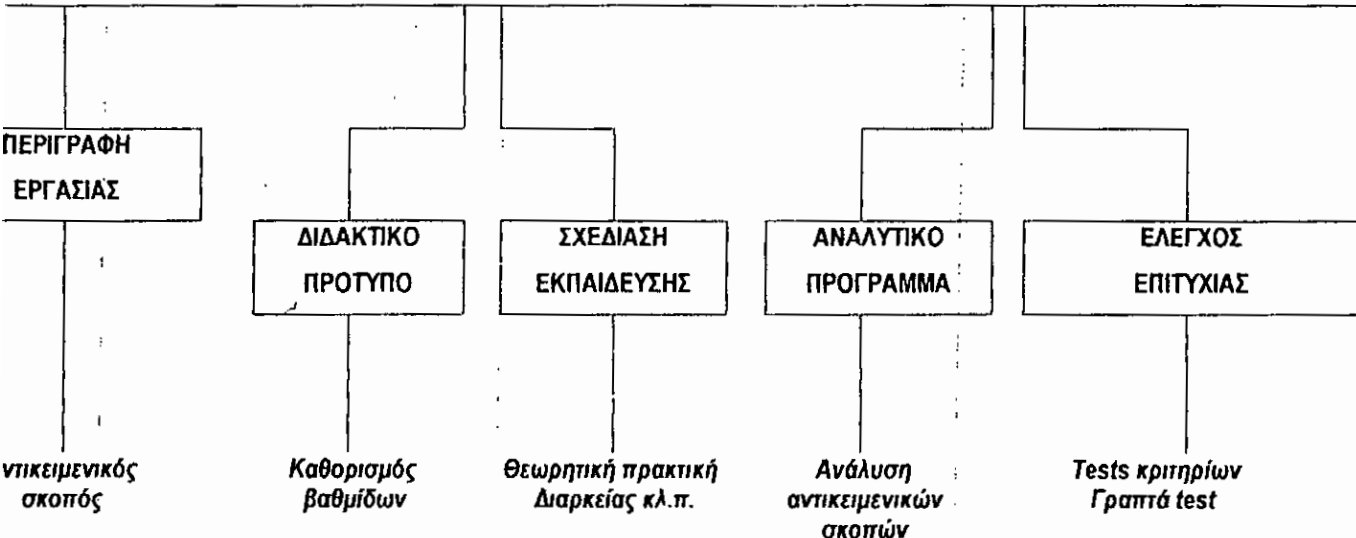 ΠΕΡΙΓΡΑΦΗ
ΕΡΓΑΣΙΑΣ
ΔΙΔΑΚΤΙΚΟ
ΠΡΟΤΥΠΟ
ΣΧΕΔΙΑΣΗ
ΕΚΠΑΙΔΕΥΣΗΣ
ΑΝΑΛΥΤΙΚΟ
ΠΡΟΓΡΑΜΜΑ
ΕΛΕΓΧΟΣ
ΕΠΙΤΥΧΙΑΣ
ντικειμενικός
σκοπός
Καθορισμός
βαθμίδων
Θεωρητική πρακτική
Διαρκείας κλ.π.
Ανάλυση
αντικειμενικών
σκοπών
Tests κριτηρίων
Γραπτά test